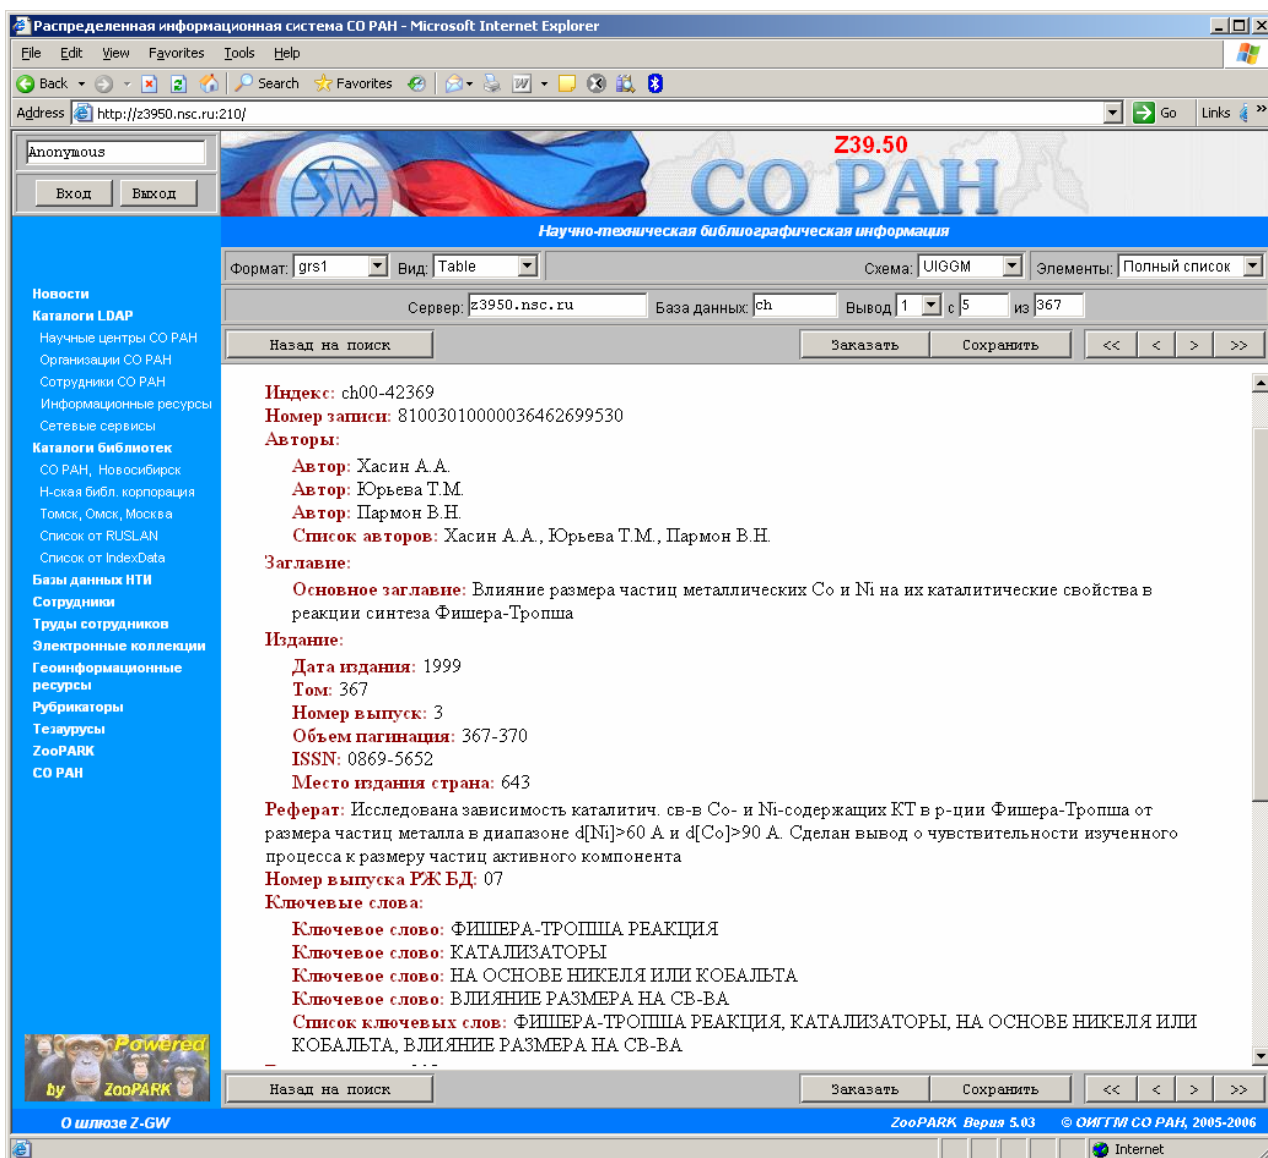 Распределенная информационная система СО РАН - Microsoft Internet Explorer
File Edit View Favorites Tools Help
Back Search Favorites
Address http://z3950.nsc.ru:210/ Go Links »
Anonymous
Вход Выход
Z39.50
СО РАН
Научно-техническая библиографическая информация
Формат: grs1 Вид: Table Схема: UIGGM Элементы: Полный список
Сервер: z3950.nsc.ru База данных: ch Вывод 1 с 5 из 367
Назад на поиск Заказать Сохранить << < > >>
Новости
Каталоги LDAP
Научные центры СО РАН
Организации СО РАН
Сотрудники СО РАН
Информационные ресурсы
Сетевые сервисы
Каталоги библиотек
СО РАН, Новосибирск
Н-ская библ. корпорация
Томск, Омск, Москва
Список от RUSLAN
Список от IndexData
Базы данных НТИ
Сотрудники
Труды сотрудников
Электронные коллекции
Геоинформационные
ресурсы
Рубрикаторы
Тезаурусы
ZooPARK
СО РАН
Индекс: ch00-42369
Номер записи: 81003010000036462699530
Авторы:
Автор: Хасин А.А.
Автор: Юрьева Т.М.
Автор: Пармон В.Н.
Список авторов: Хасин А.А., Юрьева Т.М., Пармон В.Н.
Заглавие:
Основное заглавие: Влияние размера частиц металлических Co и Ni на их каталитические свойства в
реакции синтеза Фишера-Тропша
Издание:
Дата издания: 1999
Том: 367
Номер выпуск: 3
Объем пагинация: 367-370
ISSN: 0869-5652
Место издания страна: 643
Реферат: Исследована зависимость каталитич. св-в Co- и Ni-содержащих КТ в р-ции Фишера-Тропша от
размера частиц металла в диапазоне d[Ni]>60 А и d[Co]>90 А. Сделан вывод о чувствительности изученного
процесса к размеру частиц активного компонента
Номер выпуска РЖ БД: 07
Ключевые слова:
Ключевое слово: ФИШЕРА-ТРОПША РЕАКЦИЯ
Ключевое слово: КАТАЛИЗАТОРЫ
Ключевое слово: НА ОСНОВЕ НИКЕЛЯ ИЛИ КОБАЛЬТА
Ключевое слово: ВЛИЯНИЕ РАЗМЕРА НА СВ-ВА
Список ключевых слов: ФИШЕРА-ТРОПША РЕАКЦИЯ, КАТАЛИЗАТОРЫ, НА ОСНОВЕ НИКЕЛЯ ИЛИ
КОБАЛЬТА, ВЛИЯНИЕ РАЗМЕРА НА СВ-ВА
Powered
by ZooPARK
Назад на поиск Заказать Сохранить << < > >>
О шлюзе Z-GW ZooPARK Верия 5.03 © ОИГГМ СО РАН, 2005-2006
Internet